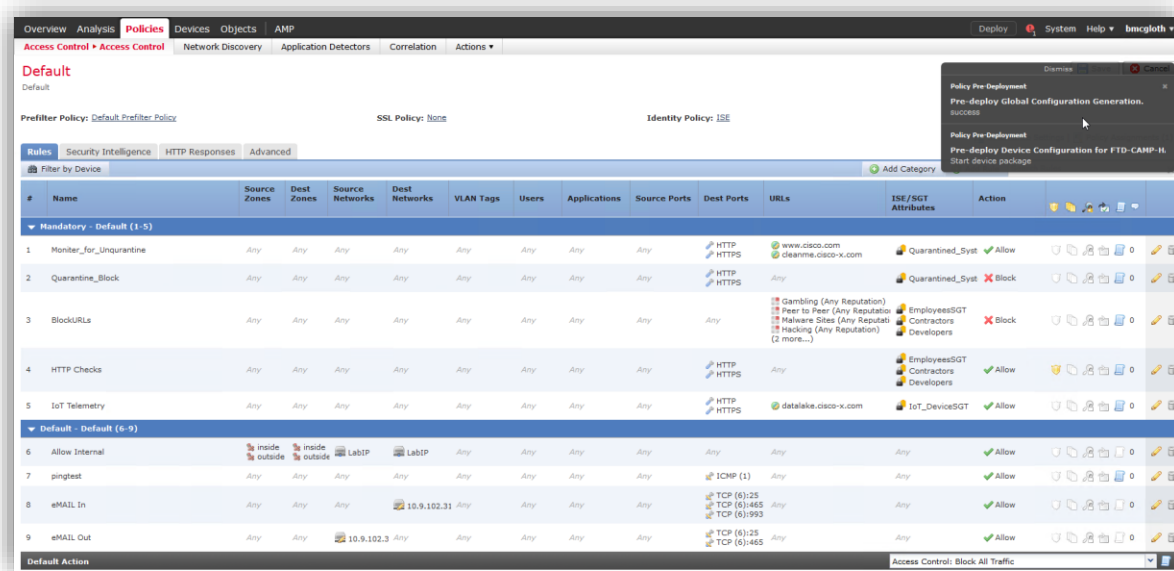 Overview Analysis Policies Devices Objects AMP Deploy System Help ▾ bmcgloth ▾
Access Control ▸ Access Control Network Discovery Application Detectors Correlation Actions ▾
Default
Default
Dismiss Cancel
Policy Pre-Deployment ×
Pre-deploy Global Configuration Generation.
success
Policy Pre-Deployment
Pre-deploy Device Configuration for FTD-CAMP-H
Start device package
Prefilter Policy: Default Prefilter Policy SSL Policy: None Identity Policy: ISE
Rules Security Intelligence HTTP Responses Advanced
Filter by Device Add Category
# Name Source Zones Dest Zones Source Networks Dest Networks VLAN Tags Users Applications Source Ports Dest Ports URLs ISE/SGT Attributes Action
Mandatory - Default (1-5)
1 Moniter_for_Unqurantine Any Any Any Any Any Any Any Any HTTP www.cisco.com Quarantined_Syst Allow 0
HTTPS cleanme.cisco-x.com
2 Quarantine_Block Any Any Any Any Any Any Any Any HTTP Any Quarantined_Syst Block 0
HTTPS
3 BlockURLs Any Any Any Any Any Any Any Any Any Gambling (Any Reputation) EmployeesSGT Block 0
Peer to Peer (Any Reputation Contractors
Malware Sites (Any Reputati Developers
Hacking (Any Reputation)
(2 more...)
4 HTTP Checks Any Any Any Any Any Any Any Any HTTP Any EmployeesSGT Allow 0
HTTPS Contractors
Developers
5 IoT Telemetry Any Any Any Any Any Any Any Any HTTP datalake.cisco-x.com IoT_DeviceSGT Allow 0
HTTPS
Default - Default (6-9)
6 Allow Internal inside inside LabIP LabIP Any Any Any Any Any Any Any Allow 0
outside outside
7 pingtest Any Any Any Any Any Any Any Any ICMP (1) Any Any Allow 0
8 eMAIL In Any Any Any 10.9.102.31 Any Any Any Any TCP (6):25 Any Any Allow 0
TCP (6):465
TCP (6):993
9 eMAIL Out Any Any 10.9.102.3 Any Any Any Any Any TCP (6):25 Any Any Allow 0
TCP (6):465
Default Action Access Control: Block All Traffic